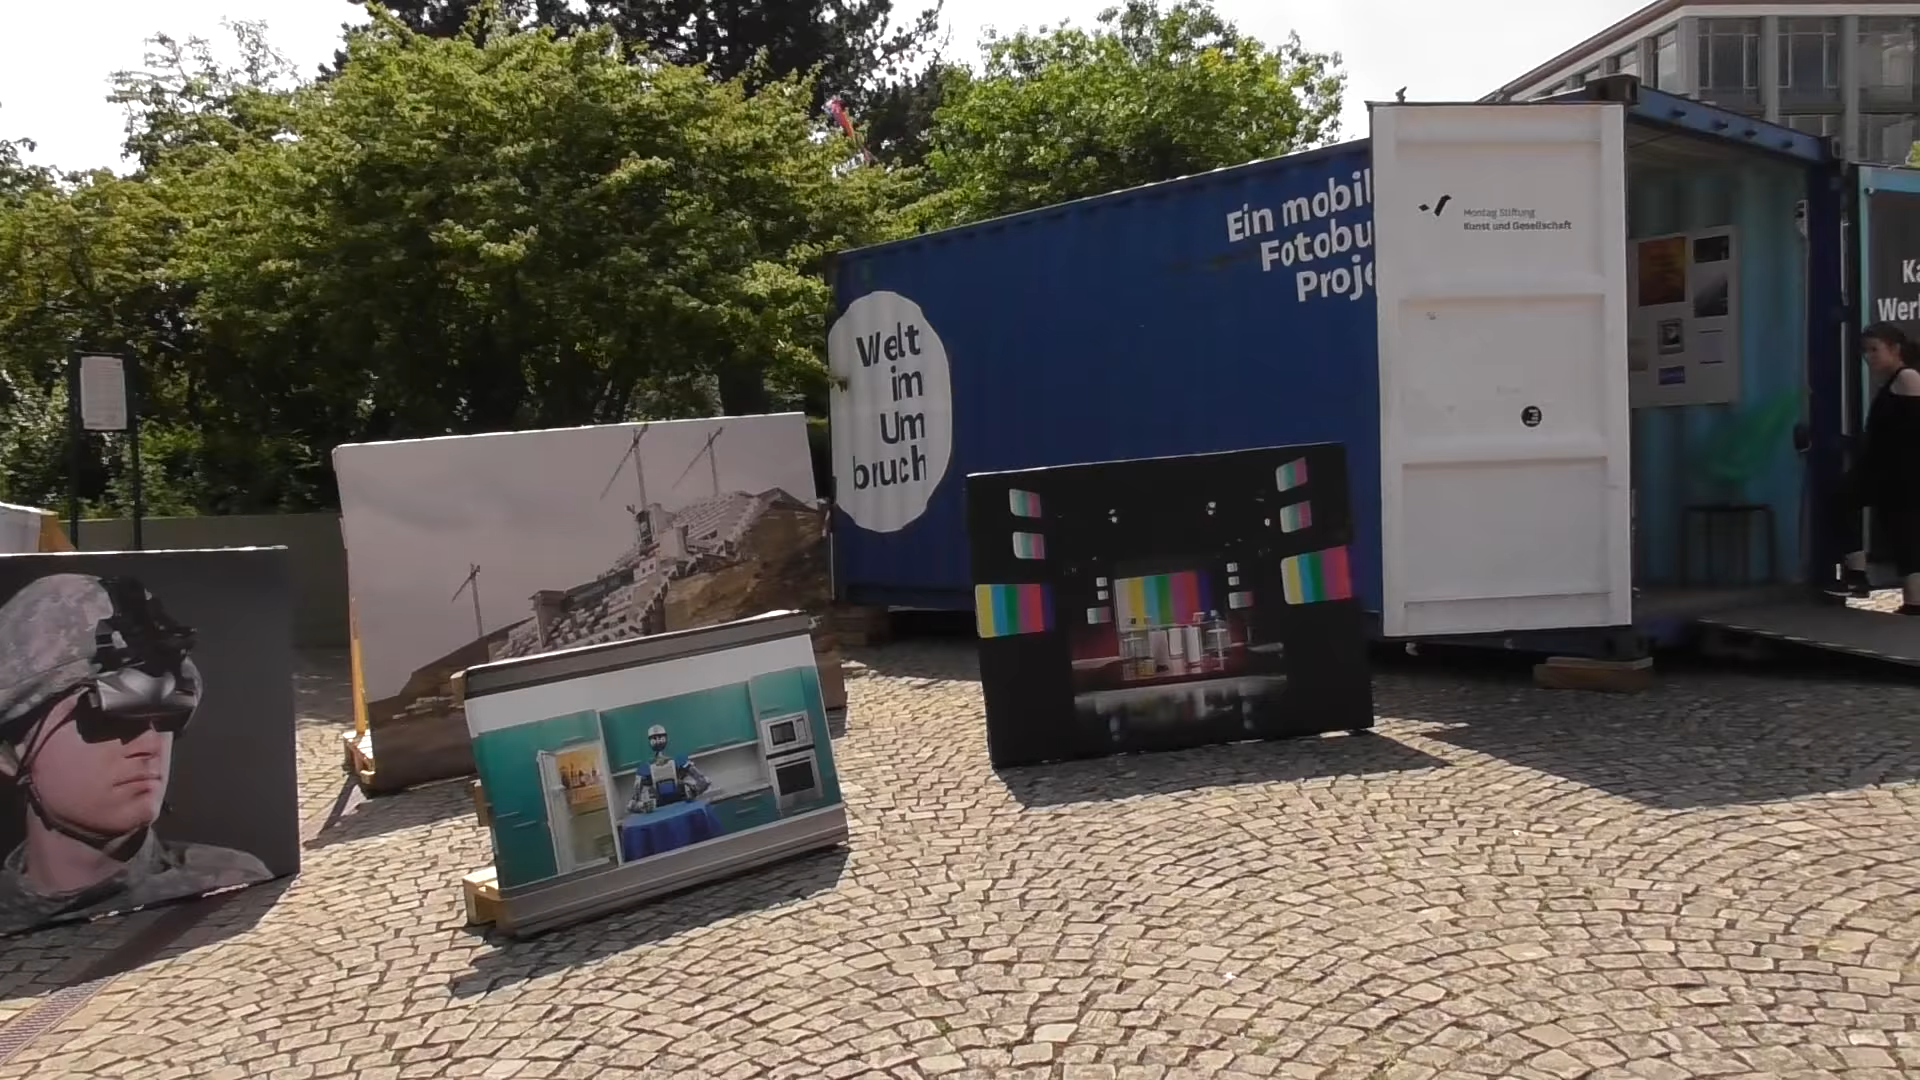 Welt
im
Um
bruch
Ein mobil
Fotobu
Proje
Montag Stiftung
Kunst und Gesellschaft
Ka
Wer